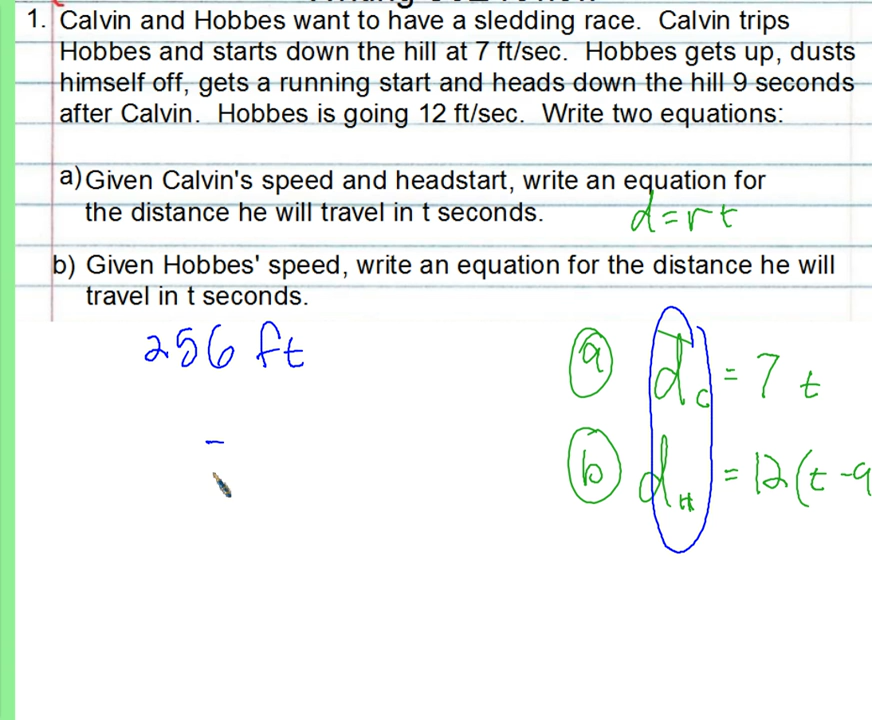 1. Calvin and Hobbes want to have a sledding race. Calvin trips
Hobbes and starts down the hill at 7 ft/sec. Hobbes gets up, dusts
himself off, gets a running start and heads down the hill 9 seconds
after Calvin. Hobbes is going 12 ft/sec. Write two equations:
a) Given Calvin's speed and headstart, write an equation for
the distance he will travel in t seconds.
d=rt
b) Given Hobbes' speed, write an equation for the distance he will
travel in t seconds.
256 ft
a d_C = 7 t
b d_H = 12(t -9